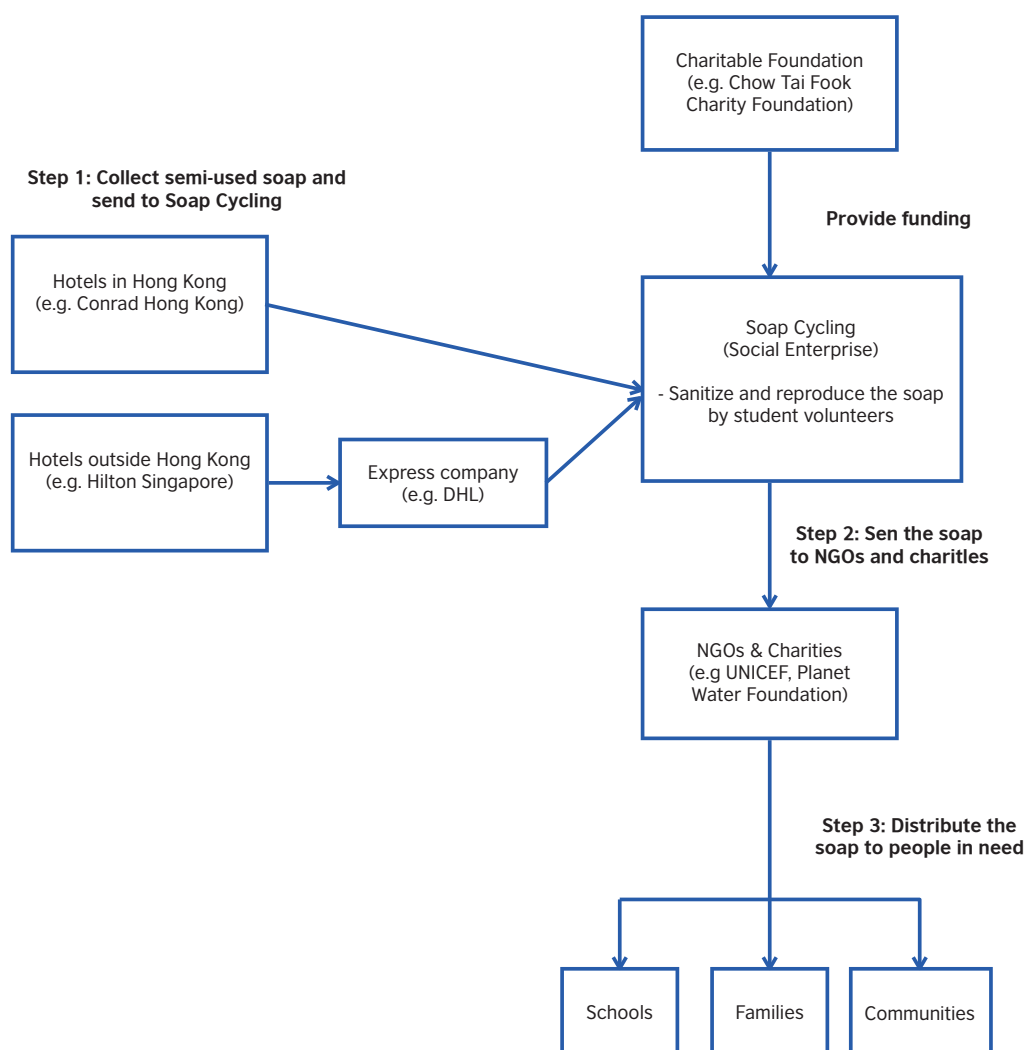 Charitable Foundation
(e.g. Chow Tai Fook
Charity Foundation)
Step 1: Collect semi-used soap and
send to Soap Cycling
Provide funding
Hotels in Hong Kong
(e.g. Conrad Hong Kong)
Soap Cycling
(Social Enterprise)
- Sanitize and reproduce the soap
by student volunteers
Hotels outside Hong Kong
(e.g. Hilton Singapore)
Express company
(e.g. DHL)
Step 2: Sen the soap
to NGOs and charitles
NGOs & Charities
(e.g UNICEF, Planet
Water Foundation)
Step 3: Distribute the
soap to people in need
Schools
Families
Communities